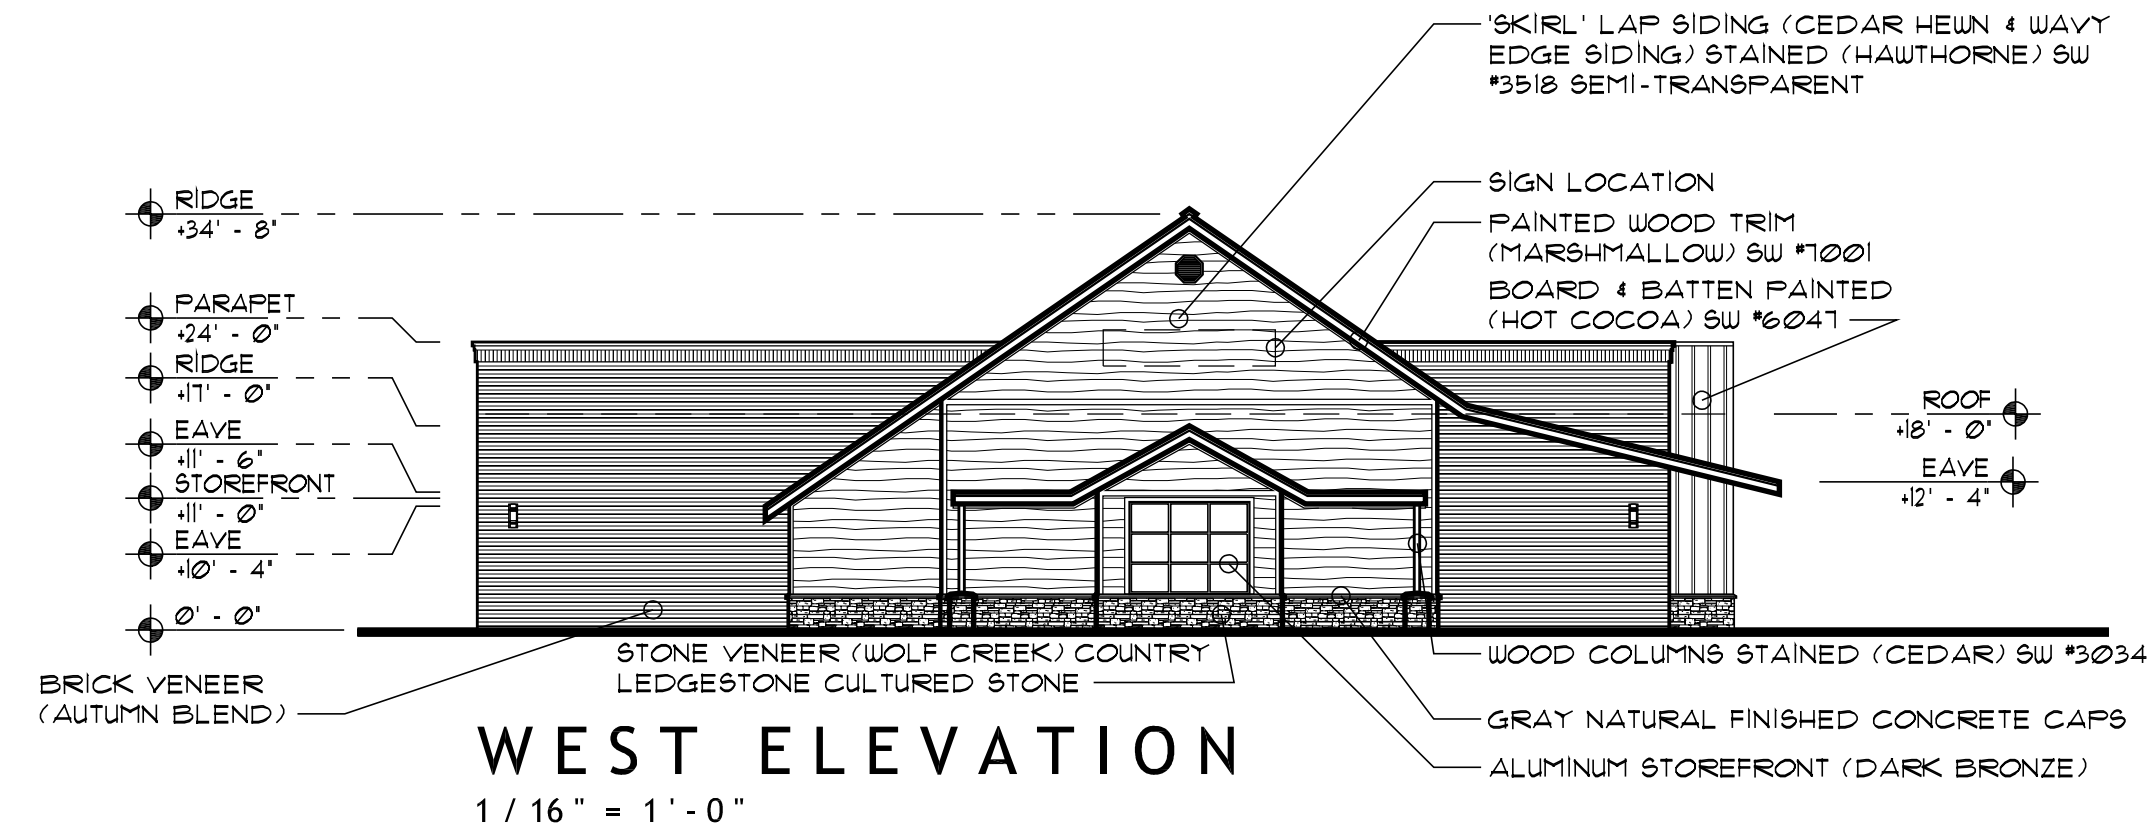 'SKIRL' LAP SIDING (CEDAR HEWN & WAVY
EDGE SIDING) STAINED (HAWTHORNE) SW
#3518 SEMI-TRANSPARENT
SIGN LOCATION
PAINTED WOOD TRIM
(MARSHMALLOW) SW #7001
BOARD & BATTEN PAINTED
(HOT COCOA) SW #6047
RIDGE
+34' - 8"
PARAPET
+24' - 0"
RIDGE
+17' - 0"
EAVE
+11' - 6"
STOREFRONT
+11' - 0"
EAVE
+10' - 4"
0' - 0"
ROOF
+18' - 0"
EAVE
+12' - 4"
BRICK VENEER
(AUTUMN BLEND)
STONE VENEER (WOLF CREEK) COUNTRY
LEDGESTONE CULTURED STONE
WOOD COLUMNS STAINED (CEDAR) SW #3034
GRAY NATURAL FINISHED CONCRETE CAPS
ALUMINUM STOREFRONT (DARK BRONZE)
WEST ELEVATION
1/16" = 1'-0"